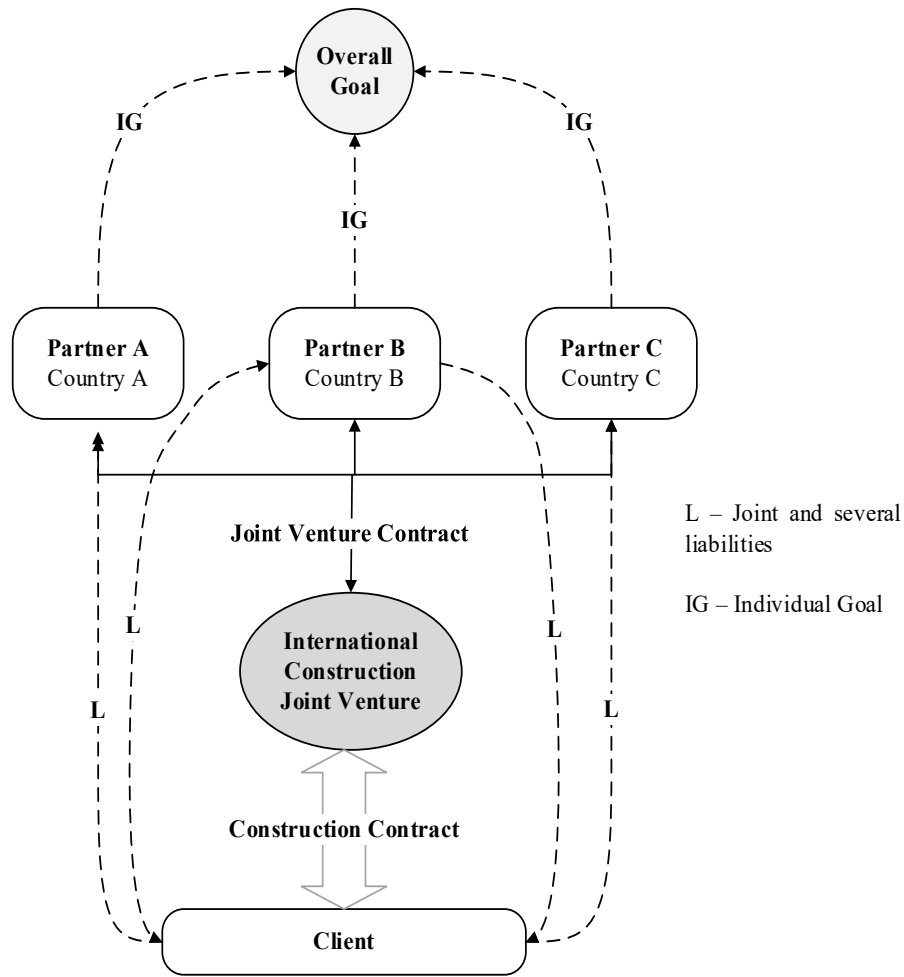 Overall
Goal
IG
IG
IG
Partner A
Country A
Partner B
Country B
Partner C
Country C
Joint Venture Contract
L – Joint and several
liabilities
IG – Individual Goal
L
L
International
Construction
Joint Venture
L
L
Construction Contract
Client